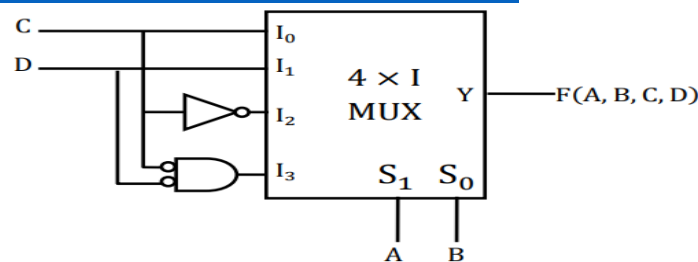 C
I₀
D
I₁
4 × I
MUX
Y
F(A, B, C, D)
I₂
I₃
S₁ S₀
A B